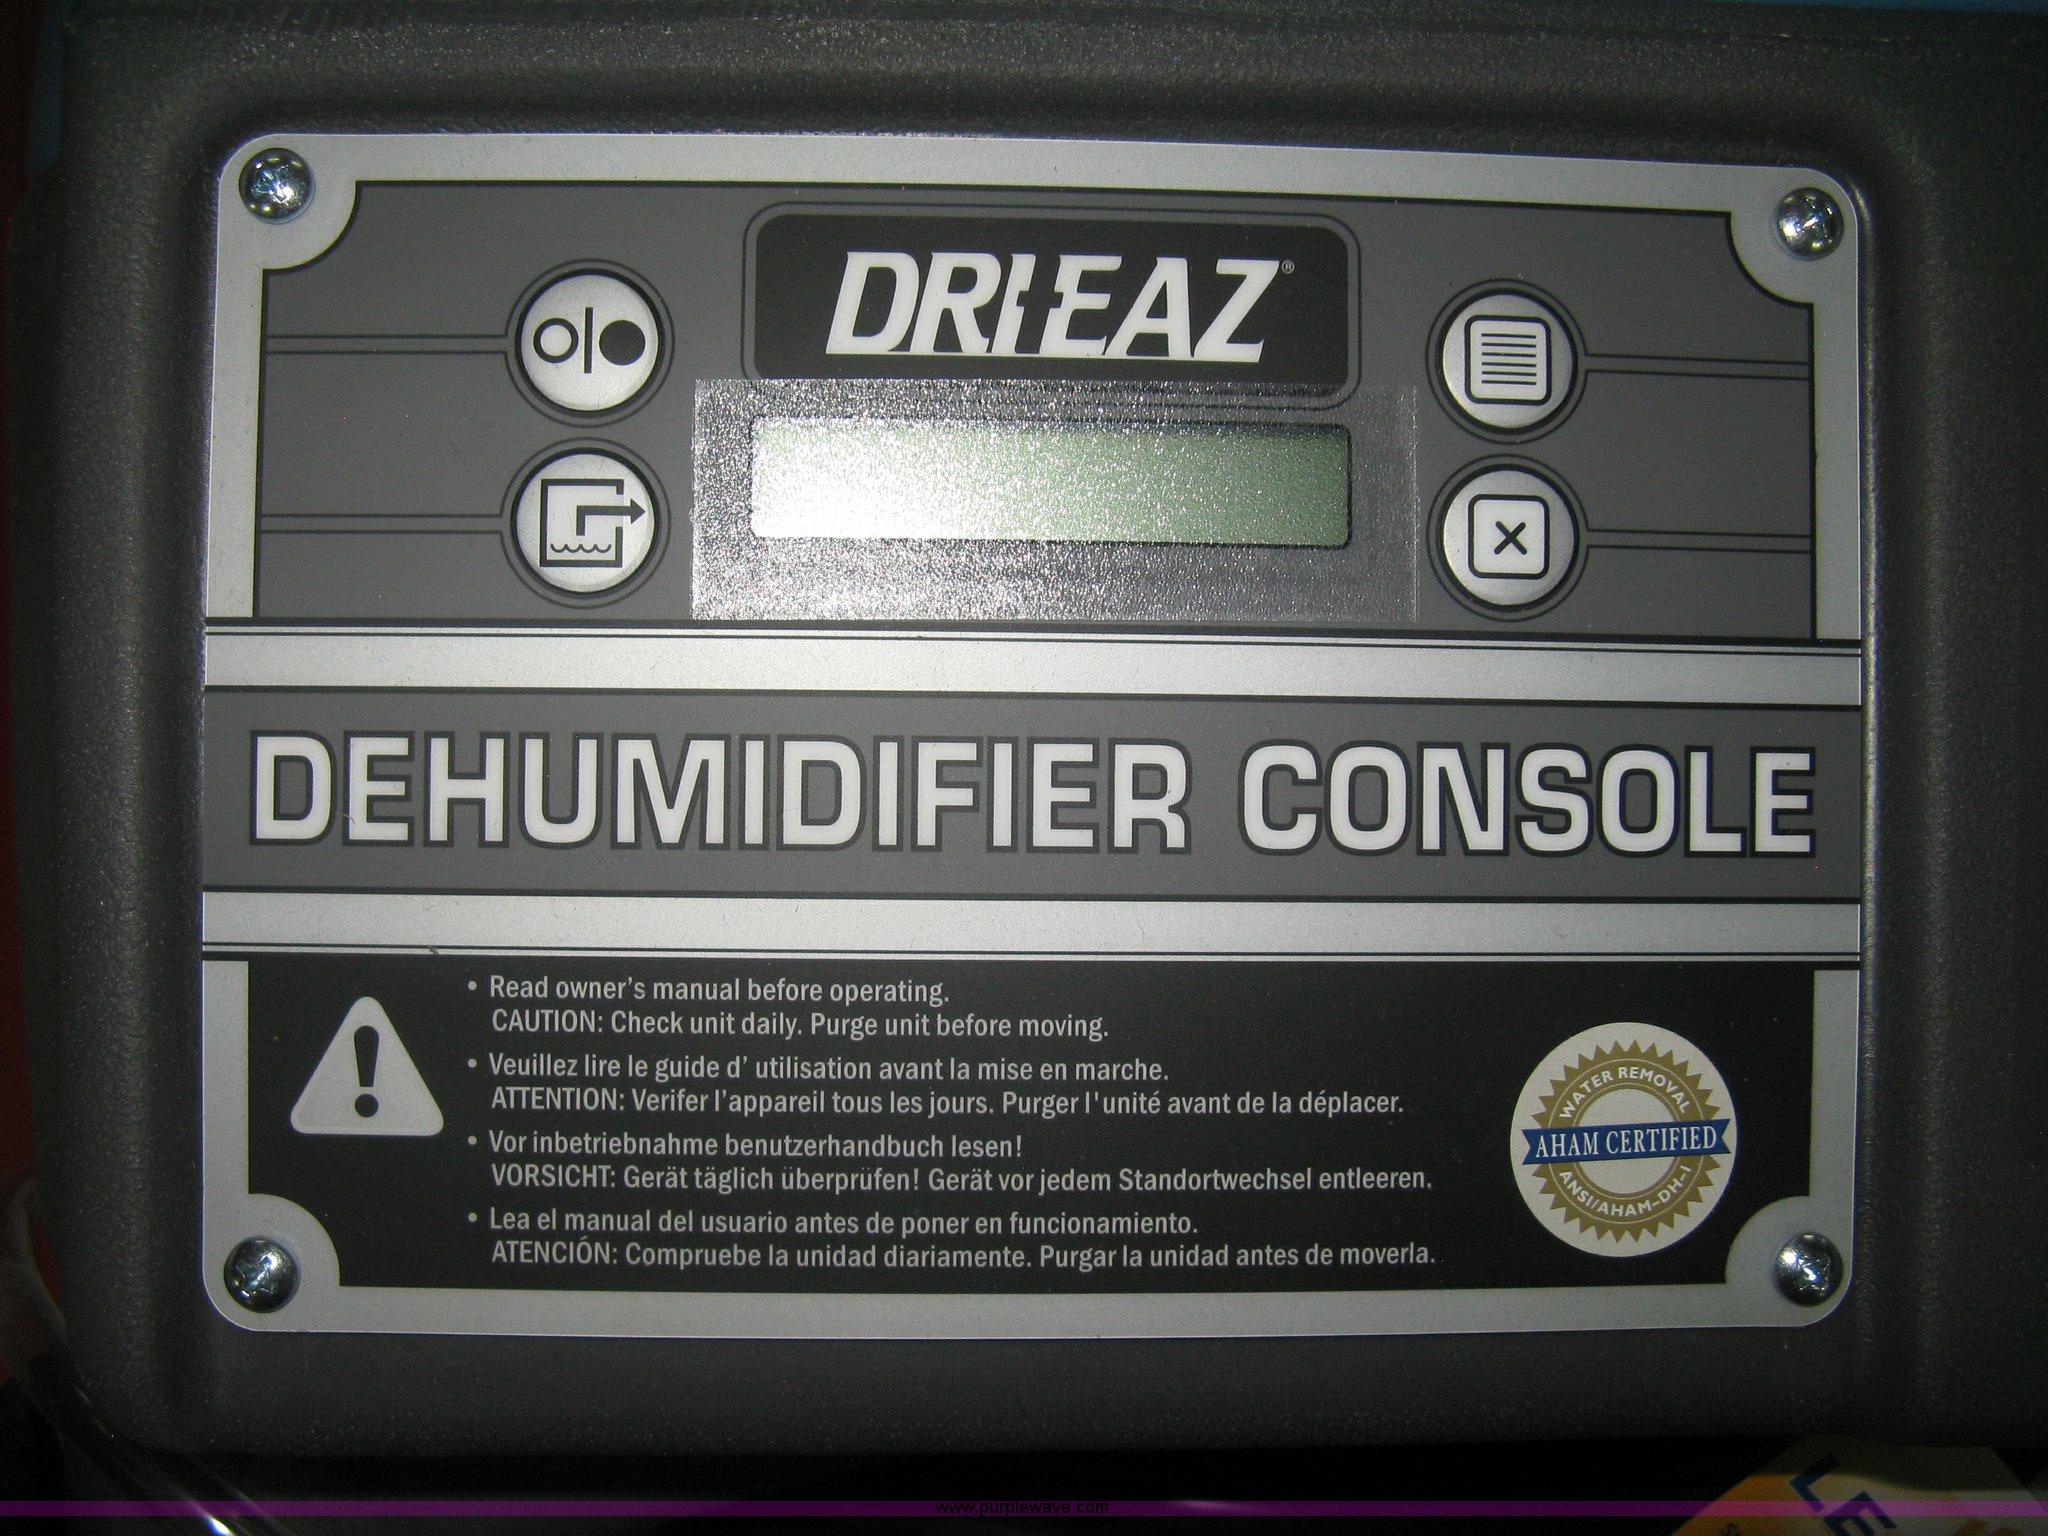 DRI-EAZ®
DEHUMIDIFIER CONSOLE
• Read owner's manual before operating.
CAUTION: Check unit daily. Purge unit before moving.
• Veuillez lire le guide d' utilisation avant la mise en marche.
ATTENTION: Verifer l'appareil tous les jours. Purger l'unité avant de la déplacer.
• Vor inbetriebnahme benutzerhandbuch lesen!
VORSICHT: Gerät täglich überprüfen! Gerät vor jedem Standortwechsel entleeren.
• Lea el manual del usuario antes de poner en funcionamiento.
ATENCIÓN: Compruebe la unidad diariamente. Purgar la unidad antes de moverla.
WATER REMOVAL
AHAM CERTIFIED
ANSI/AHAM-DH-1
www.purplewave.com